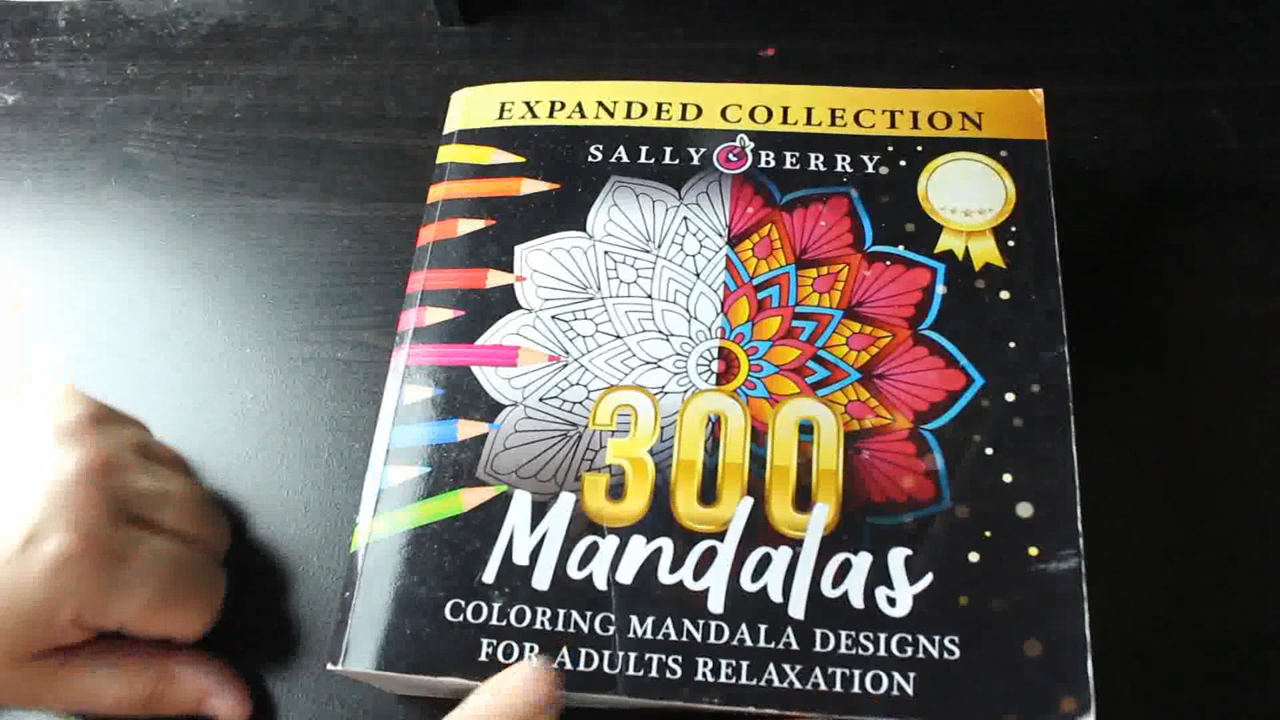 EXPANDED COLLECTION
SALLY BERRY
300
Mandalas
COLORING MANDALA DESIGNS
FOR ADULTS RELAXATION